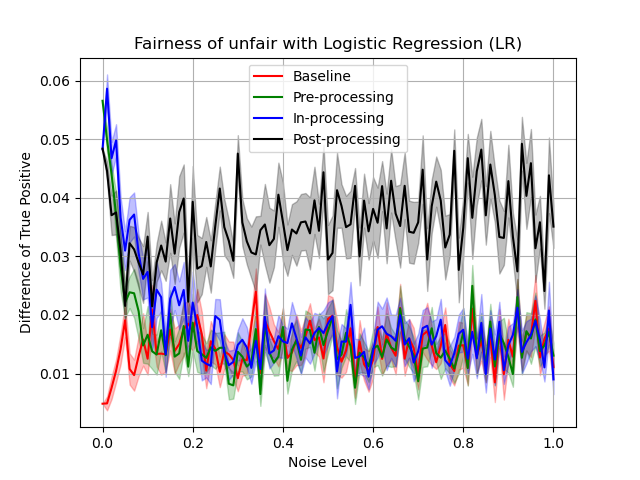 Fairness of unfair with Logistic Regression (LR)
Baseline
Pre-processing
In-processing
Post-processing
Difference of True Positive
0.06
0.05
0.04
0.03
0.02
0.01
0.0
0.2
0.4
0.6
0.8
1.0
Noise Level